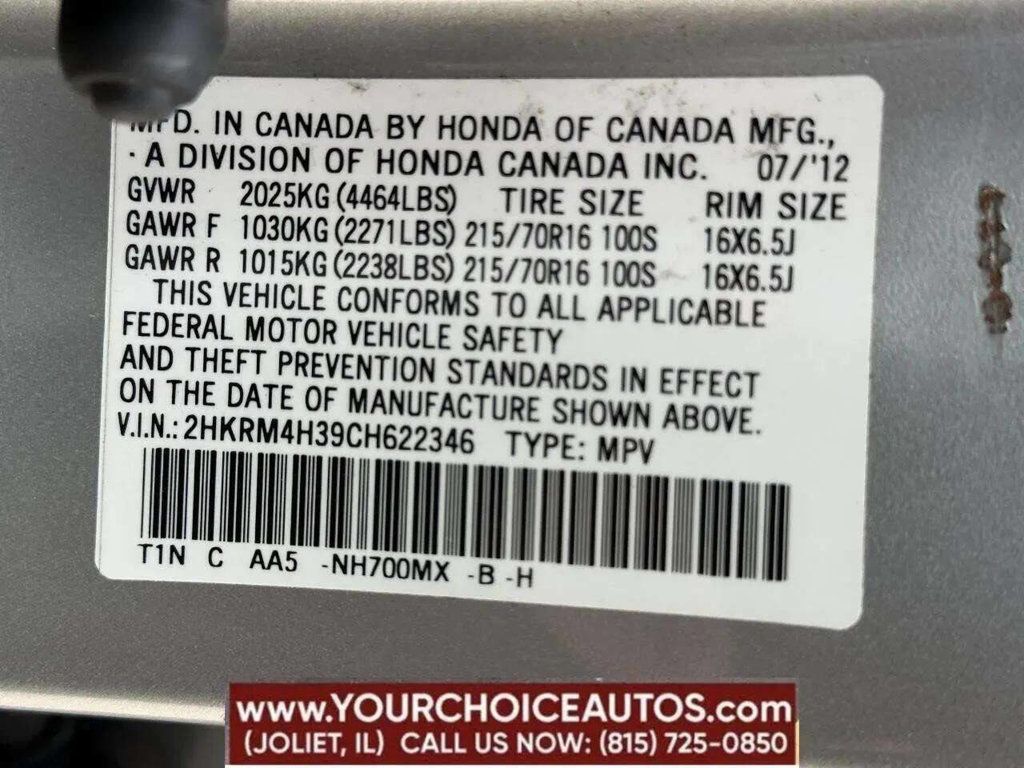 MFD. IN CANADA BY HONDA OF CANADA MFG.,
· A DIVISION OF HONDA CANADA INC. 07/'12
GVWR 2025KG (4464LBS) TIRE SIZE RIM SIZE
GAWR F 1030KG (2271LBS) 215/70R16 100S 16X6.5J
GAWR R 1015KG (2238LBS) 215/70R16 100S 16X6.5J
THIS VEHICLE CONFORMS TO ALL APPLICABLE
FEDERAL MOTOR VEHICLE SAFETY
AND THEFT PREVENTION STANDARDS IN EFFECT
ON THE DATE OF MANUFACTURE SHOWN ABOVE.
V.I.N.: 2HKRM4H39CH622346 TYPE: MPV
T1N C AA5 -NH700MX -B -H
www.YOURCHOICEAUTOS.com
(JOLIET, IL) CALL US NOW: (815) 725-0850